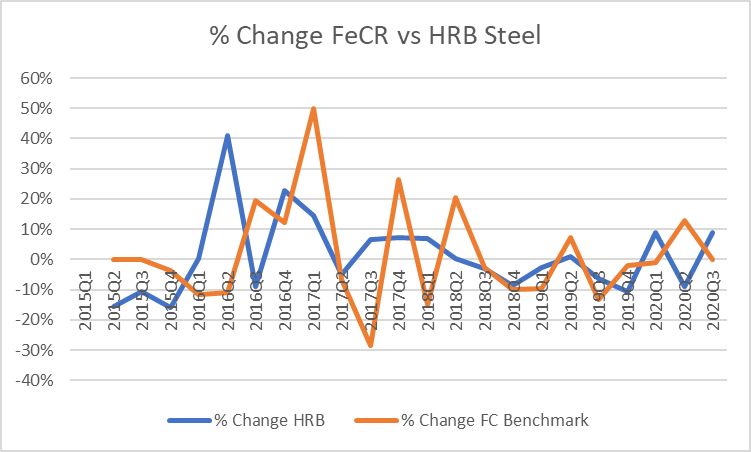 % Change FeCR vs HRB Steel
60%
50%
40%
30%
20%
10%
0%
-10%
-20%
-30%
-40%
2015Q1
2015Q2
2015Q3
2015Q4
2016Q1
2016Q2
2016Q3
2016Q4
2017Q1
2017Q2
2017Q3
2017Q4
2018Q1
2018Q2
2018Q3
2018Q4
2019Q1
2019Q2
2019Q3
2019Q4
2020Q1
2020Q2
2020Q3
% Change HRB
% Change FC Benchmark